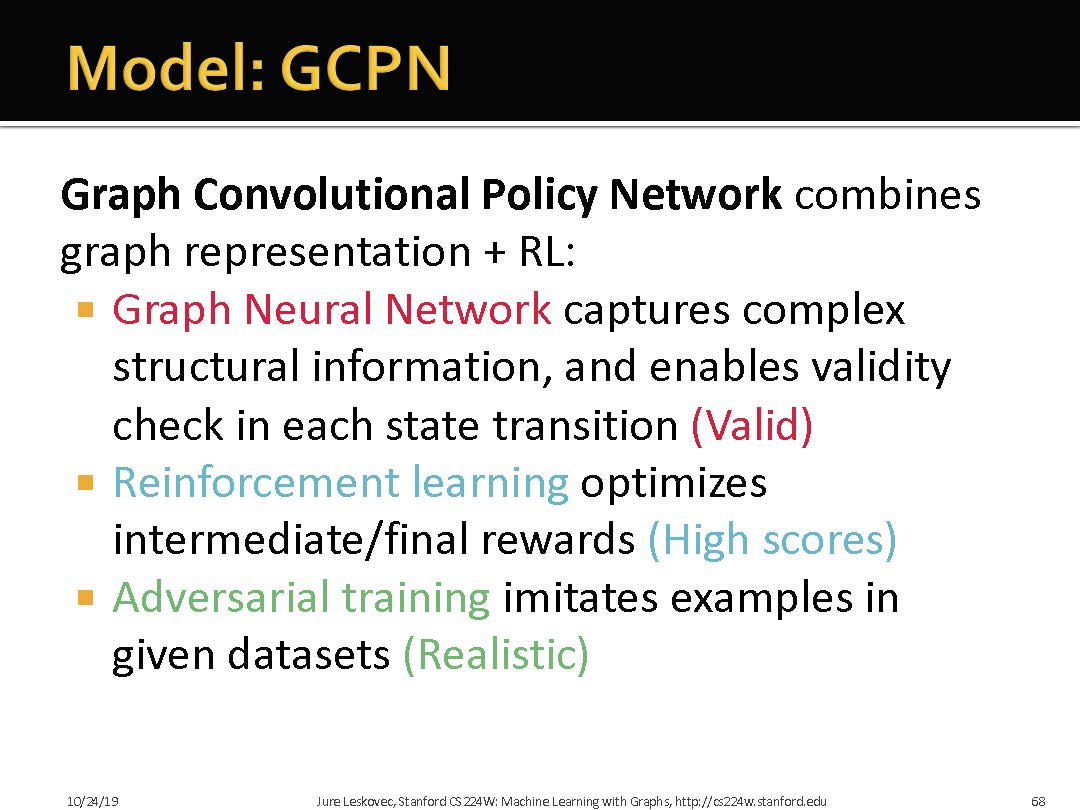 Model: GCPN
Graph Convolutional Policy Network combines
graph representation + RL:
Graph Neural Network captures complex
structural information, and enables validity
check in each state transition (Valid)
Reinforcement learning optimizes
intermediate/final rewards (High scores)
Adversarial training imitates examples in
given datasets (Realistic)
10/24/19 Jure Leskovec, Stanford CS224W: Machine Learning with Graphs, http://cs224w.stanford.edu 68